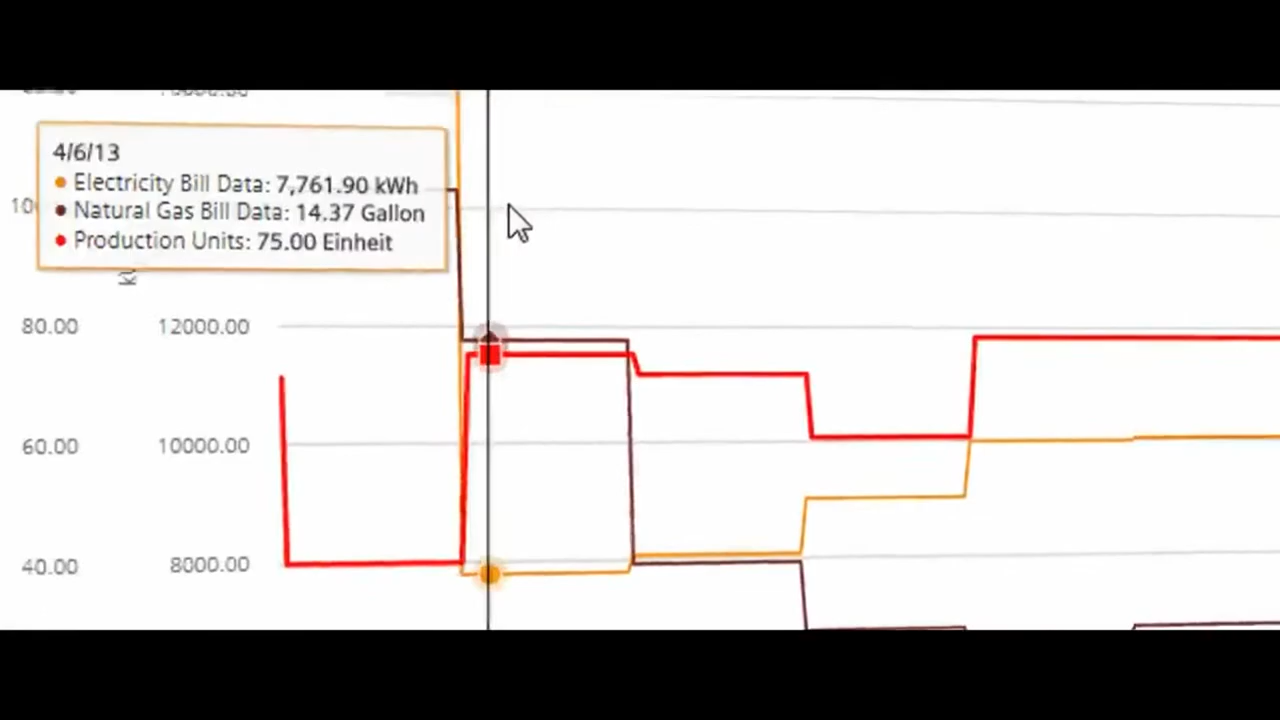 4/6/13
Electricity Bill Data: 7,761.90 kWh
Natural Gas Bill Data: 14.37 Gallon
Production Units: 75.00 Einheit
80.00 12000.00
60.00 10000.00
40.00 8000.00